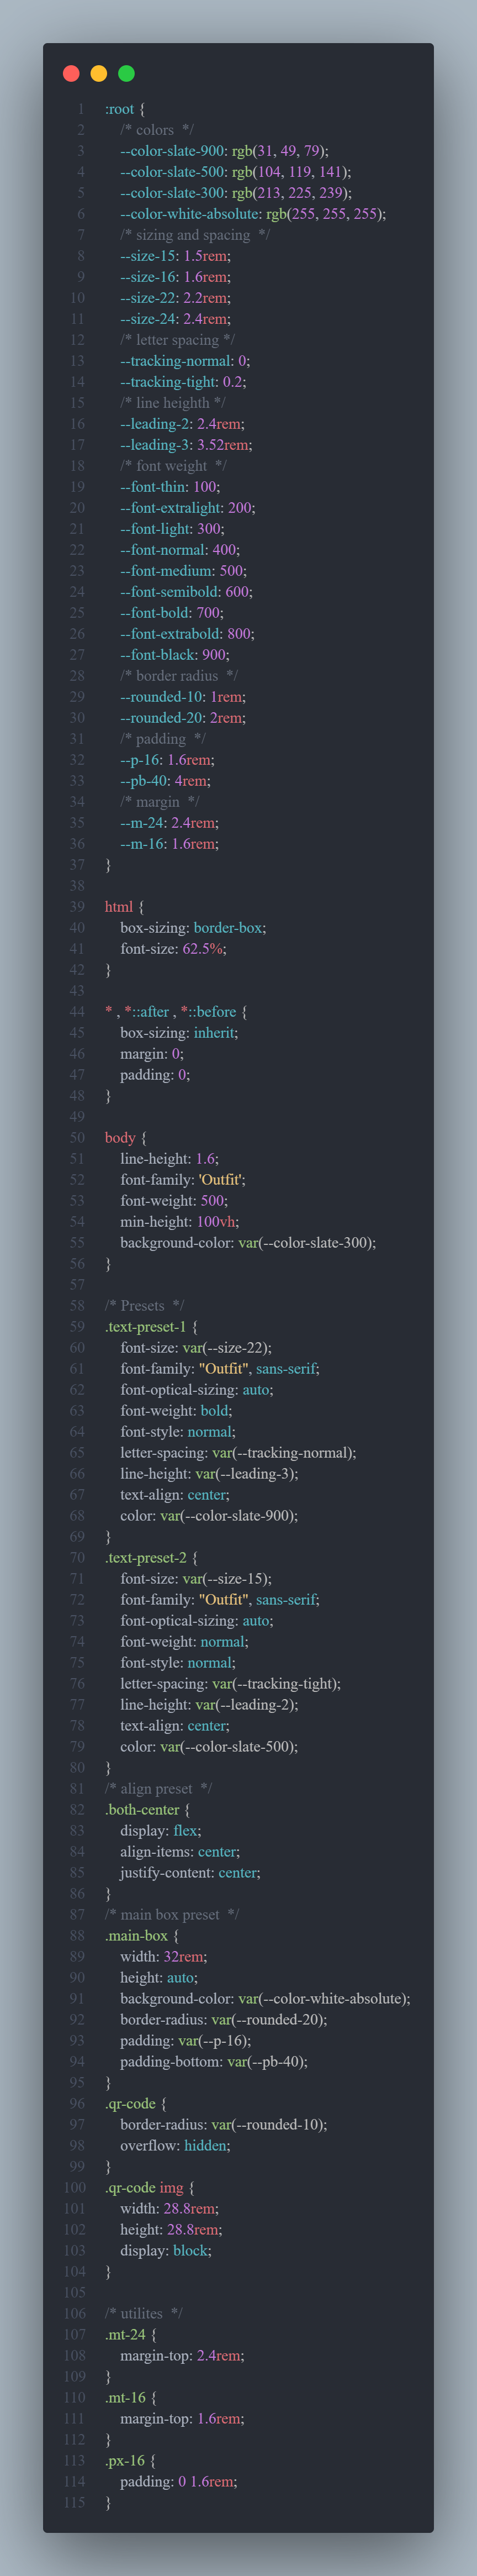 1 :root {
2 /* colors  */
3 --color-slate-900: rgb(31, 49, 79);
4 --color-slate-500: rgb(104, 119, 141);
5 --color-slate-300: rgb(213, 225, 239);
6 --color-white-absolute: rgb(255, 255, 255);
7 /* sizing and spacing  */
8 --size-15: 1.5rem;
9 --size-16: 1.6rem;
10 --size-22: 2.2rem;
11 --size-24: 2.4rem;
12 /* letter spacing */
13 --tracking-normal: 0;
14 --tracking-tight: 0.2;
15 /* line heighth */
16 --leading-2: 2.4rem;
17 --leading-3: 3.52rem;
18 /* font weight  */
19 --font-thin: 100;
20 --font-extralight: 200;
21 --font-light: 300;
22 --font-normal: 400;
23 --font-medium: 500;
24 --font-semibold: 600;
25 --font-bold: 700;
26 --font-extrabold: 800;
27 --font-black: 900;
28 /* border radius  */
29 --rounded-10: 1rem;
30 --rounded-20: 2rem;
31 /* padding  */
32 --p-16: 1.6rem;
33 --pb-40: 4rem;
34 /* margin  */
35 --m-24: 2.4rem;
36 --m-16: 1.6rem;
37 }
38
39 html {
40 box-sizing: border-box;
41 font-size: 62.5%;
42 }
43
44 * , *::after , *::before {
45 box-sizing: inherit;
46 margin: 0;
47 padding: 0;
48 }
49
50 body {
51 line-height: 1.6;
52 font-family: 'Outfit';
53 font-weight: 500;
54 min-height: 100vh;
55 background-color: var(--color-slate-300);
56 }
57
58 /* Presets  */
59 .text-preset-1 {
60 font-size: var(--size-22);
61 font-family: "Outfit", sans-serif;
62 font-optical-sizing: auto;
63 font-weight: bold;
64 font-style: normal;
65 letter-spacing: var(--tracking-normal);
66 line-height: var(--leading-3);
67 text-align: center;
68 color: var(--color-slate-900);
69 }
70 .text-preset-2 {
71 font-size: var(--size-15);
72 font-family: "Outfit", sans-serif;
73 font-optical-sizing: auto;
74 font-weight: normal;
75 font-style: normal;
76 letter-spacing: var(--tracking-tight);
77 line-height: var(--leading-2);
78 text-align: center;
79 color: var(--color-slate-500);
80 }
81 /* align preset  */
82 .both-center {
83 display: flex;
84 align-items: center;
85 justify-content: center;
86 }
87 /* main box preset  */
88 .main-box {
89 width: 32rem;
90 height: auto;
91 background-color: var(--color-white-absolute);
92 border-radius: var(--rounded-20);
93 padding: var(--p-16);
94 padding-bottom: var(--pb-40);
95 }
96 .qr-code {
97 border-radius: var(--rounded-10);
98 overflow: hidden;
99 }
100 .qr-code img {
101 width: 28.8rem;
102 height: 28.8rem;
103 display: block;
104 }
105
106 /* utilites  */
107 .mt-24 {
108 margin-top: 2.4rem;
109 }
110 .mt-16 {
111 margin-top: 1.6rem;
112 }
113 .px-16 {
114 padding: 0 1.6rem;
115 }